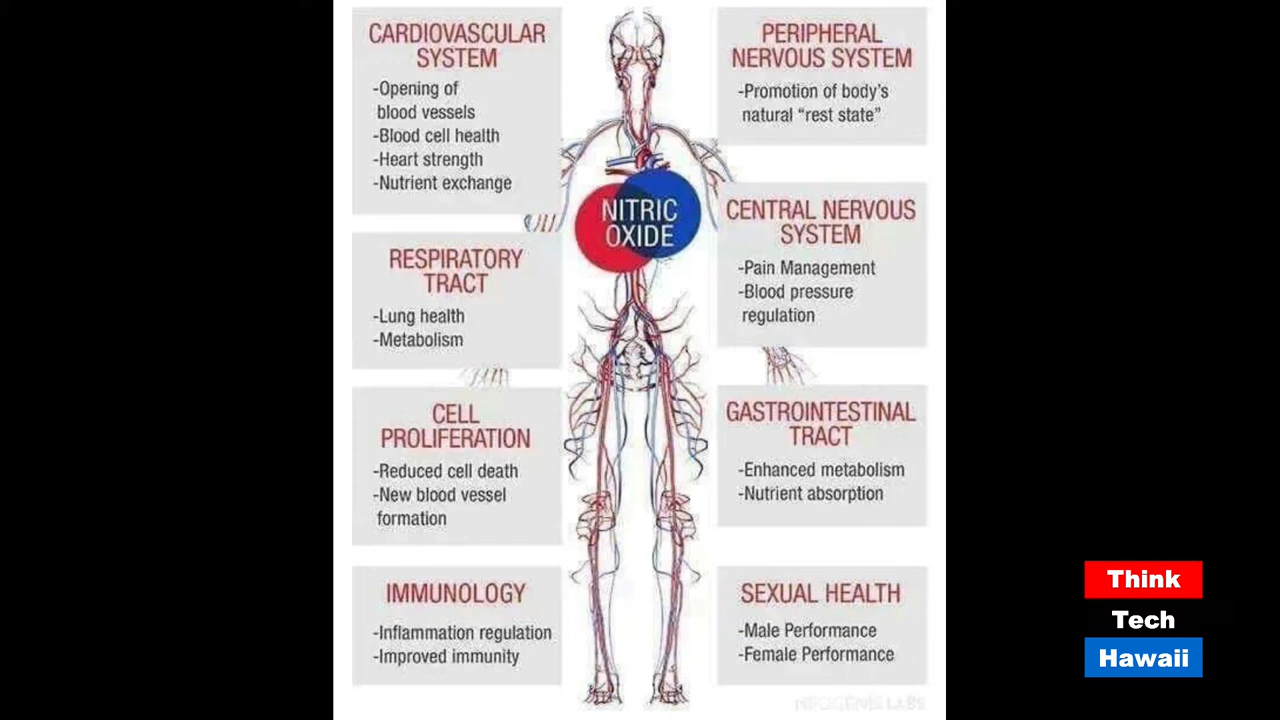 CARDIOVASCULAR
SYSTEM
-Opening of
blood vessels
-Blood cell health
-Heart strength
-Nutrient exchange
RESPIRATORY
TRACT
-Lung health
-Metabolism
CELL
PROLIFERATION
-Reduced cell death
-New blood vessel
formation
IMMUNOLOGY
-Inflammation regulation
-Improved immunity
NITRIC
OXIDE
PERIPHERAL
NERVOUS SYSTEM
-Promotion of body’s
natural “rest state”
CENTRAL NERVOUS
SYSTEM
-Pain Management
-Blood pressure
regulation
GASTROINTESTINAL
TRACT
-Enhanced metabolism
-Nutrient absorption
SEXUAL HEALTH
-Male Performance
-Female Performance
NEOGENIS LABS
Think
Tech
Hawaii